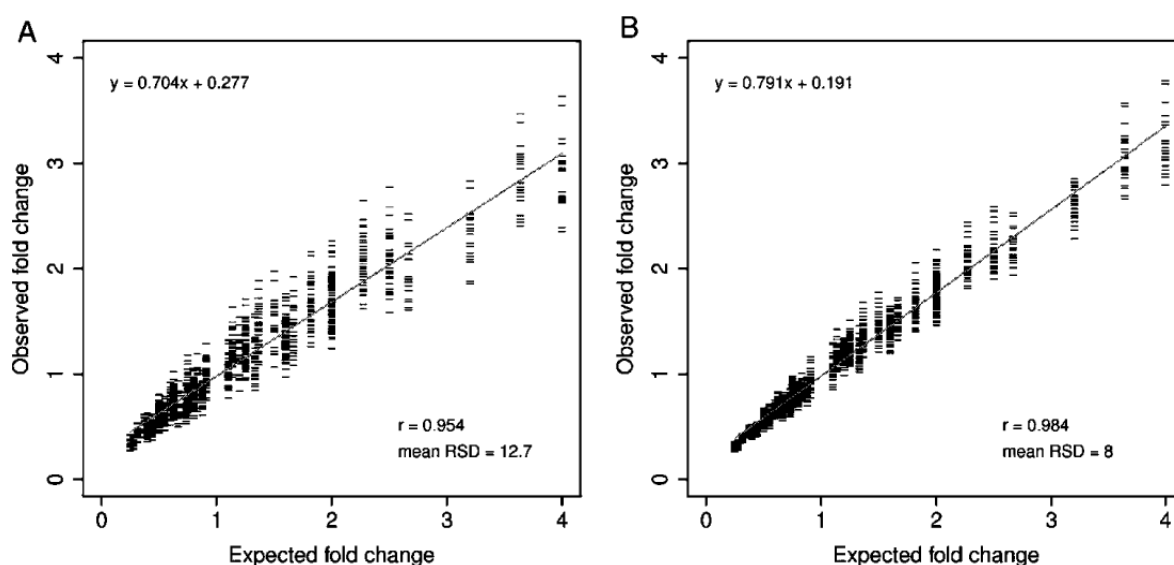 A
y = 0.704x + 0.277
r = 0.954
mean RSD = 12.7
Observed fold change
0
1
2
3
4
0
1
2
3
4
Expected fold change
B
y = 0.791x + 0.191
r = 0.984
mean RSD = 8
Observed fold change
0
1
2
3
4
0
1
2
3
4
Expected fold change